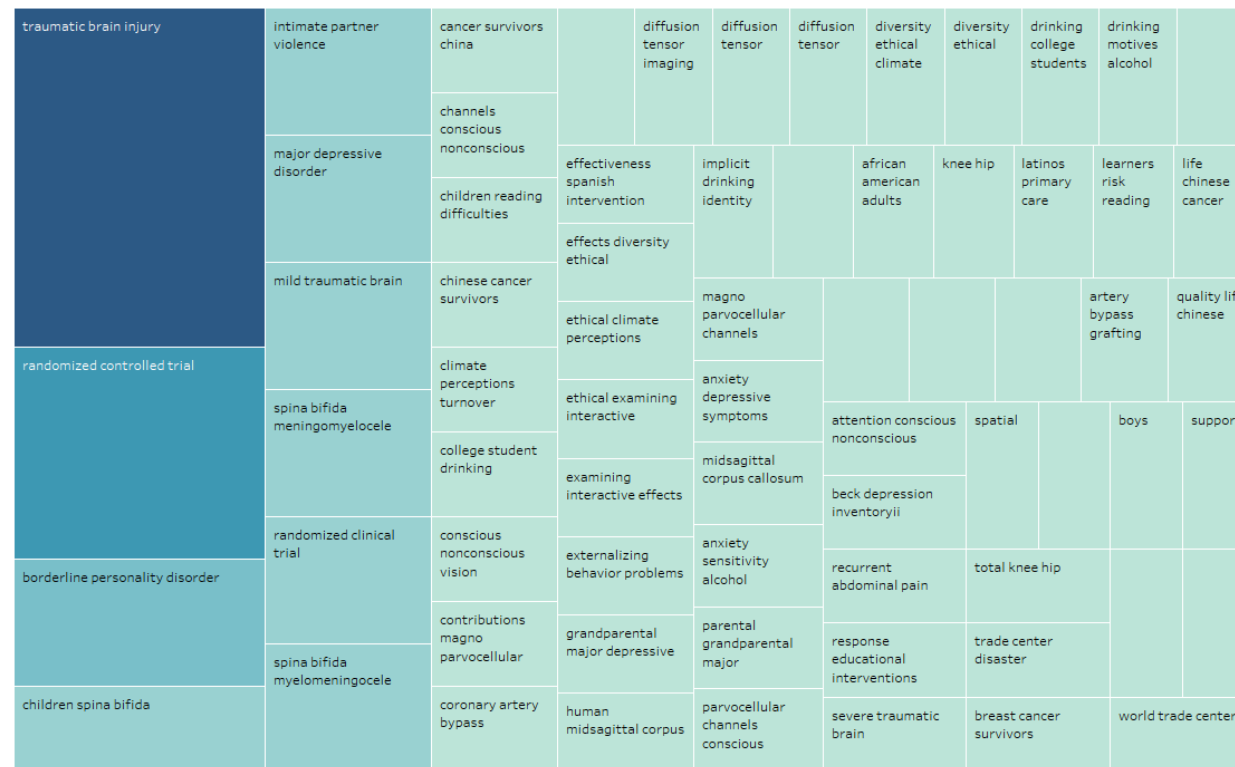 traumatic brain injury
randomized controlled trial
borderline personality disorder
children spina bifida
intimate partner
violence
major depressive
disorder
mild traumatic brain
spina bifida
meningomyelocele
randomized clinical
trial
spina bifida
myelomeningocele
cancer survivors
china
channels
conscious
nonconscious
children reading
difficulties
chinese cancer
survivors
climate
perceptions
turnover
college student
drinking
conscious
nonconscious
vision
contributions
magno
parvocellular
coronary artery
bypass
diffusion
tensor
imaging
diffusion
tensor
diffusion
tensor
diversity
ethical
climate
diversity
ethical
drinking
college
students
drinking
motives
alcohol
effectiveness
spanish
intervention
effects diversity
ethical
ethical climate
perceptions
ethical examining
interactive
examining
interactive effects
externalizing
behavior problems
grandparental
major depressive
human
midsagittal corpus
implicit
drinking
identity
african
american
adults
knee hip
latinos
primary
care
learners
risk
reading
life
chinese
cancer
magno
parvocellular
channels
anxiety
depressive
symptoms
midsagittal
corpus callosum
anxiety
sensitivity
alcohol
parental
grandparental
major
parvocellular
channels
conscious
artery
bypass
grafting
quality lif
chinese
attention conscious
nonconscious
beck depression
inventoryii
recurrent
abdominal pain
response
educational
interventions
severe traumatic
brain
spatial
boys
suppor
total knee hip
trade center
disaster
breast cancer
survivors
world trade center